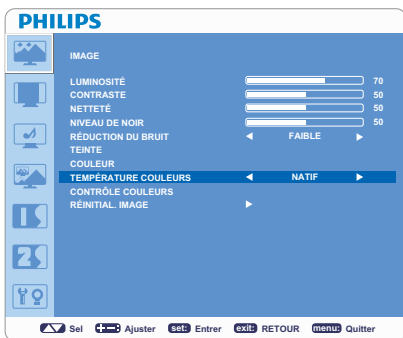 PHILIPS
IMAGE
LUMINOSITÉ 70
CONTRASTE 50
NETTETÉ 50
NIVEAU DE NOIR 50
RÉDUCTION DU BRUIT FAIBLE
TEINTE
COULEUR
TEMPÉRATURE COULEURS NATIF
CONTRÔLE COULEURS
RÉINITIAL. IMAGE
Sel Ajuster set: Entrer exit: RETOUR menu: Quitter